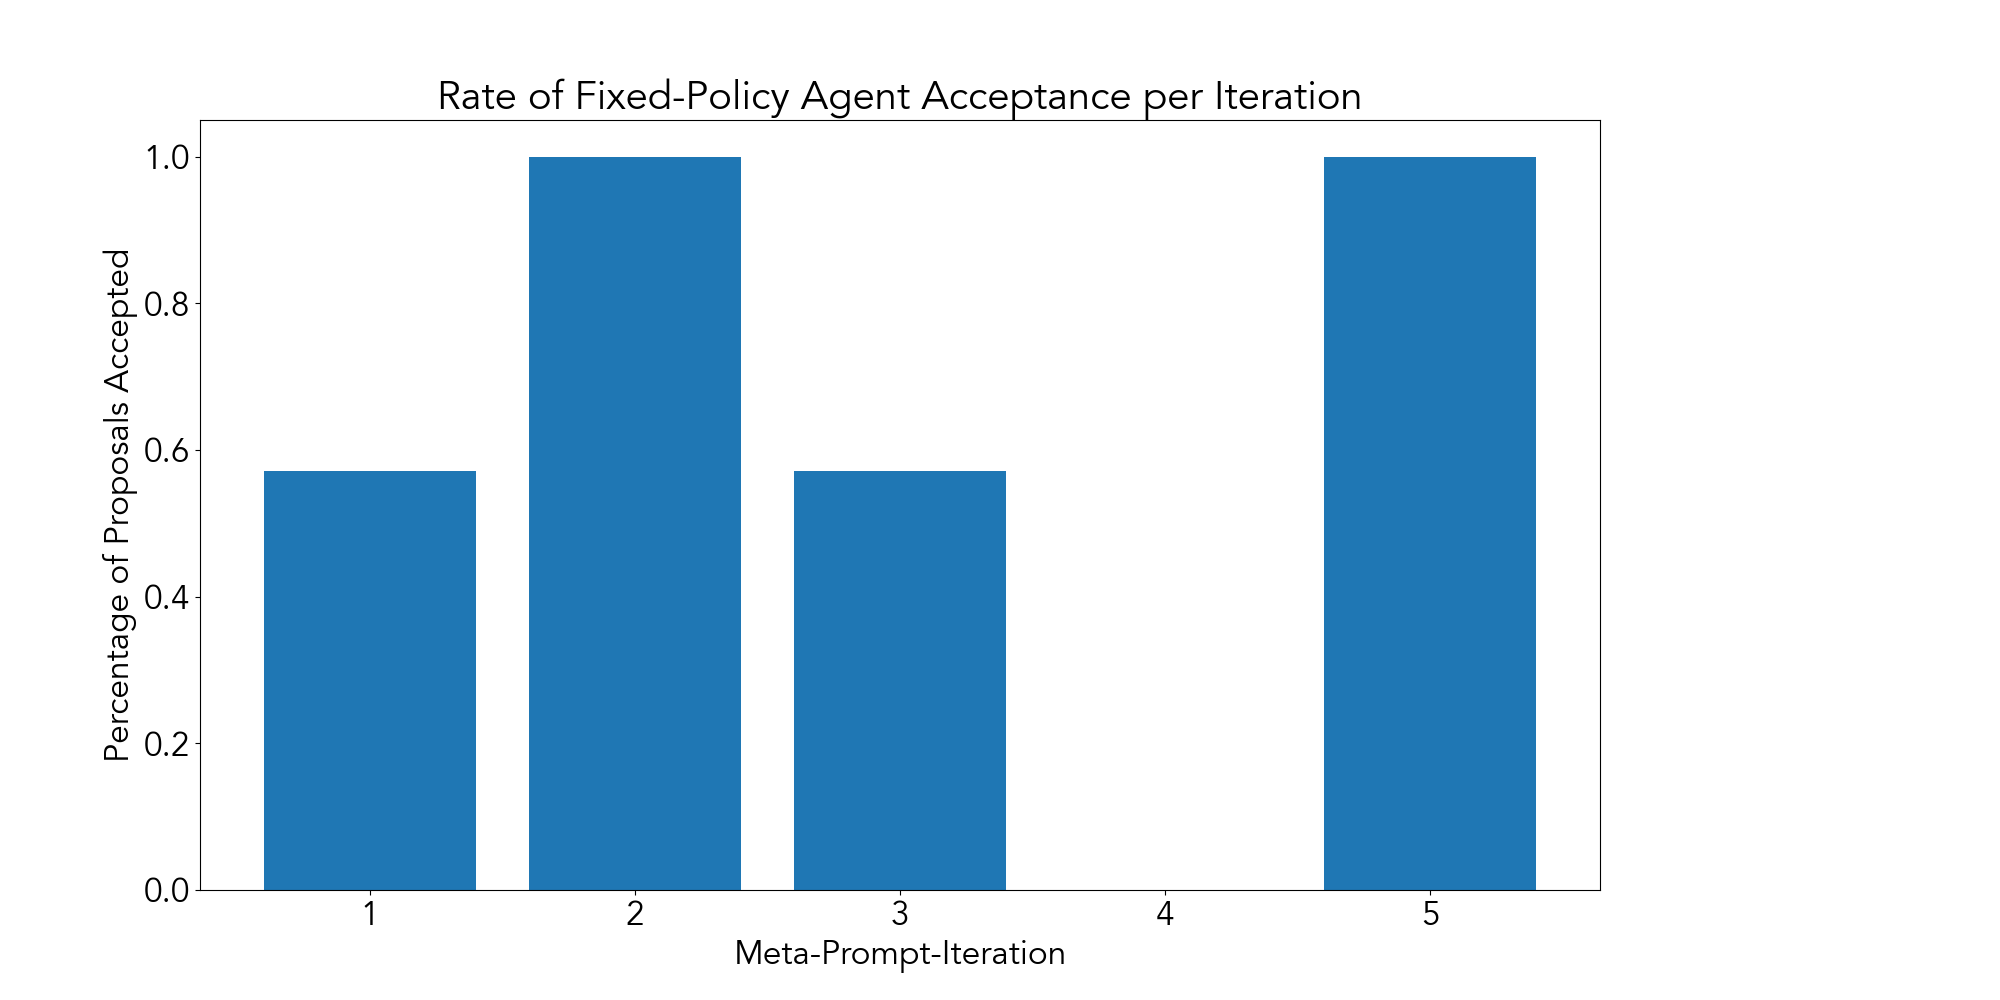 Rate of Fixed-Policy Agent Acceptance per Iteration
Percentage of Proposals Accepted
1.0
0.8
0.6
0.4
0.2
0.0
1 2 3 4 5
Meta-Prompt-Iteration